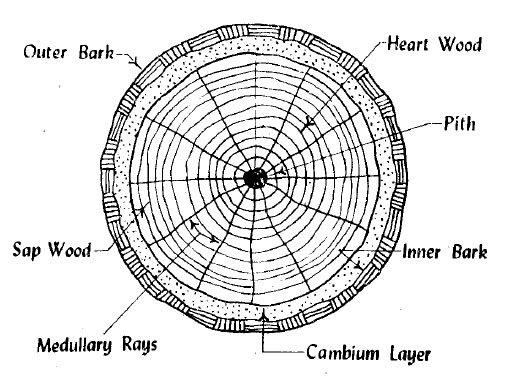 Outer Bark
Heart Wood
Pith
Sap Wood
Inner Bark
Medullary Rays
Cambium Layer